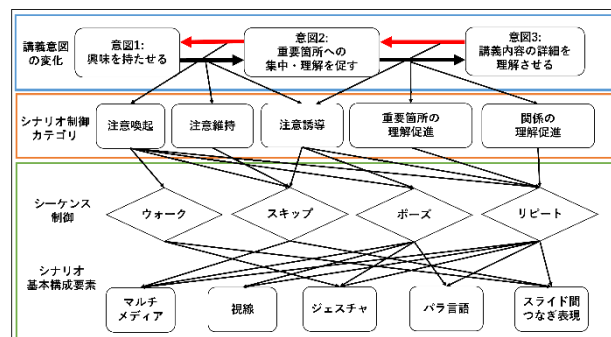 講義意図
の変化
意図1:
興味を持たせる
意図2:
重要箇所への
集中・理解を促す
意図3:
講義内容の詳細を
理解させる
シナリオ制御
カテゴリ
注意喚起
注意維持
注意誘導
重要箇所の
理解促進
関係の
理解促進
シーケンス
制御
ウォーク
スキップ
ポーズ
リピート
シナリオ
基本構成要素
マルチ
メディア
視線
ジェスチャ
パラ言語
スライド間
つなぎ表現